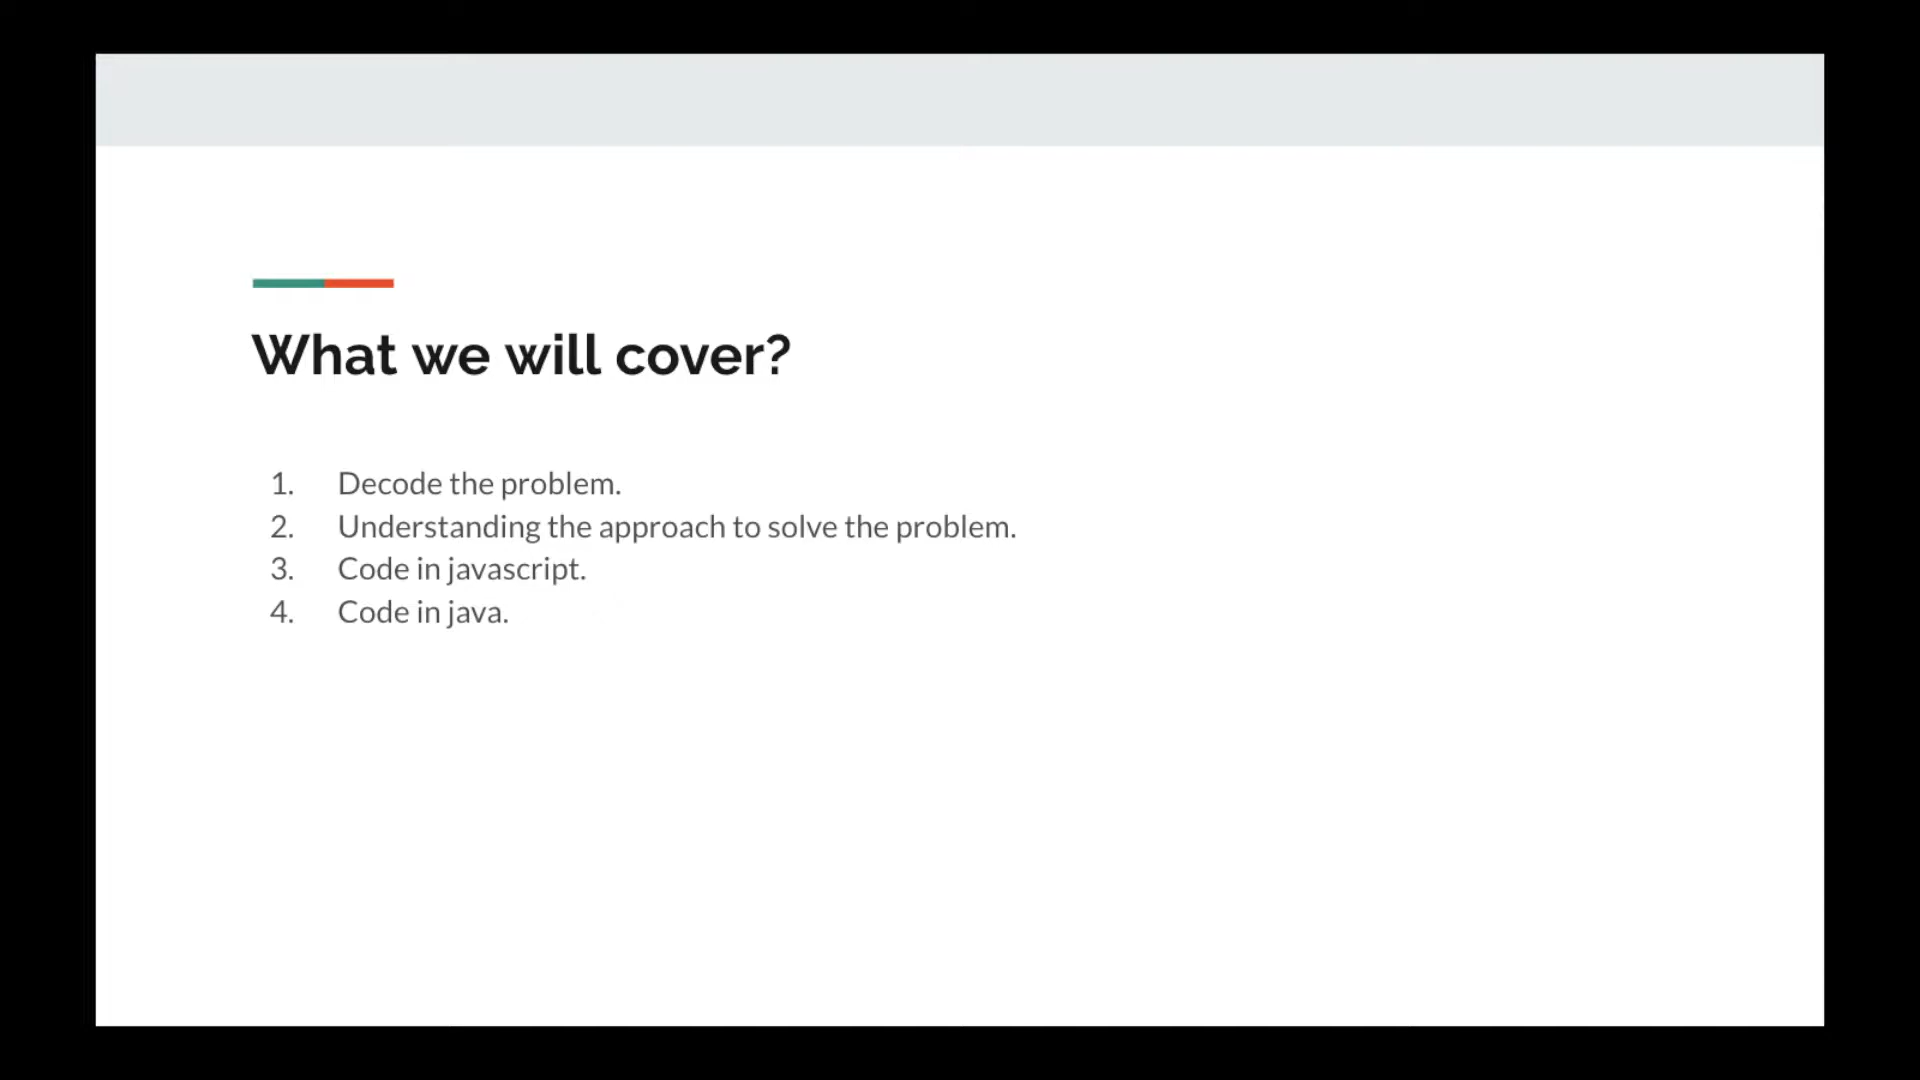 What we will cover?
1. Decode the problem.
2. Understanding the approach to solve the problem.
3. Code in javascript.
4. Code in java.